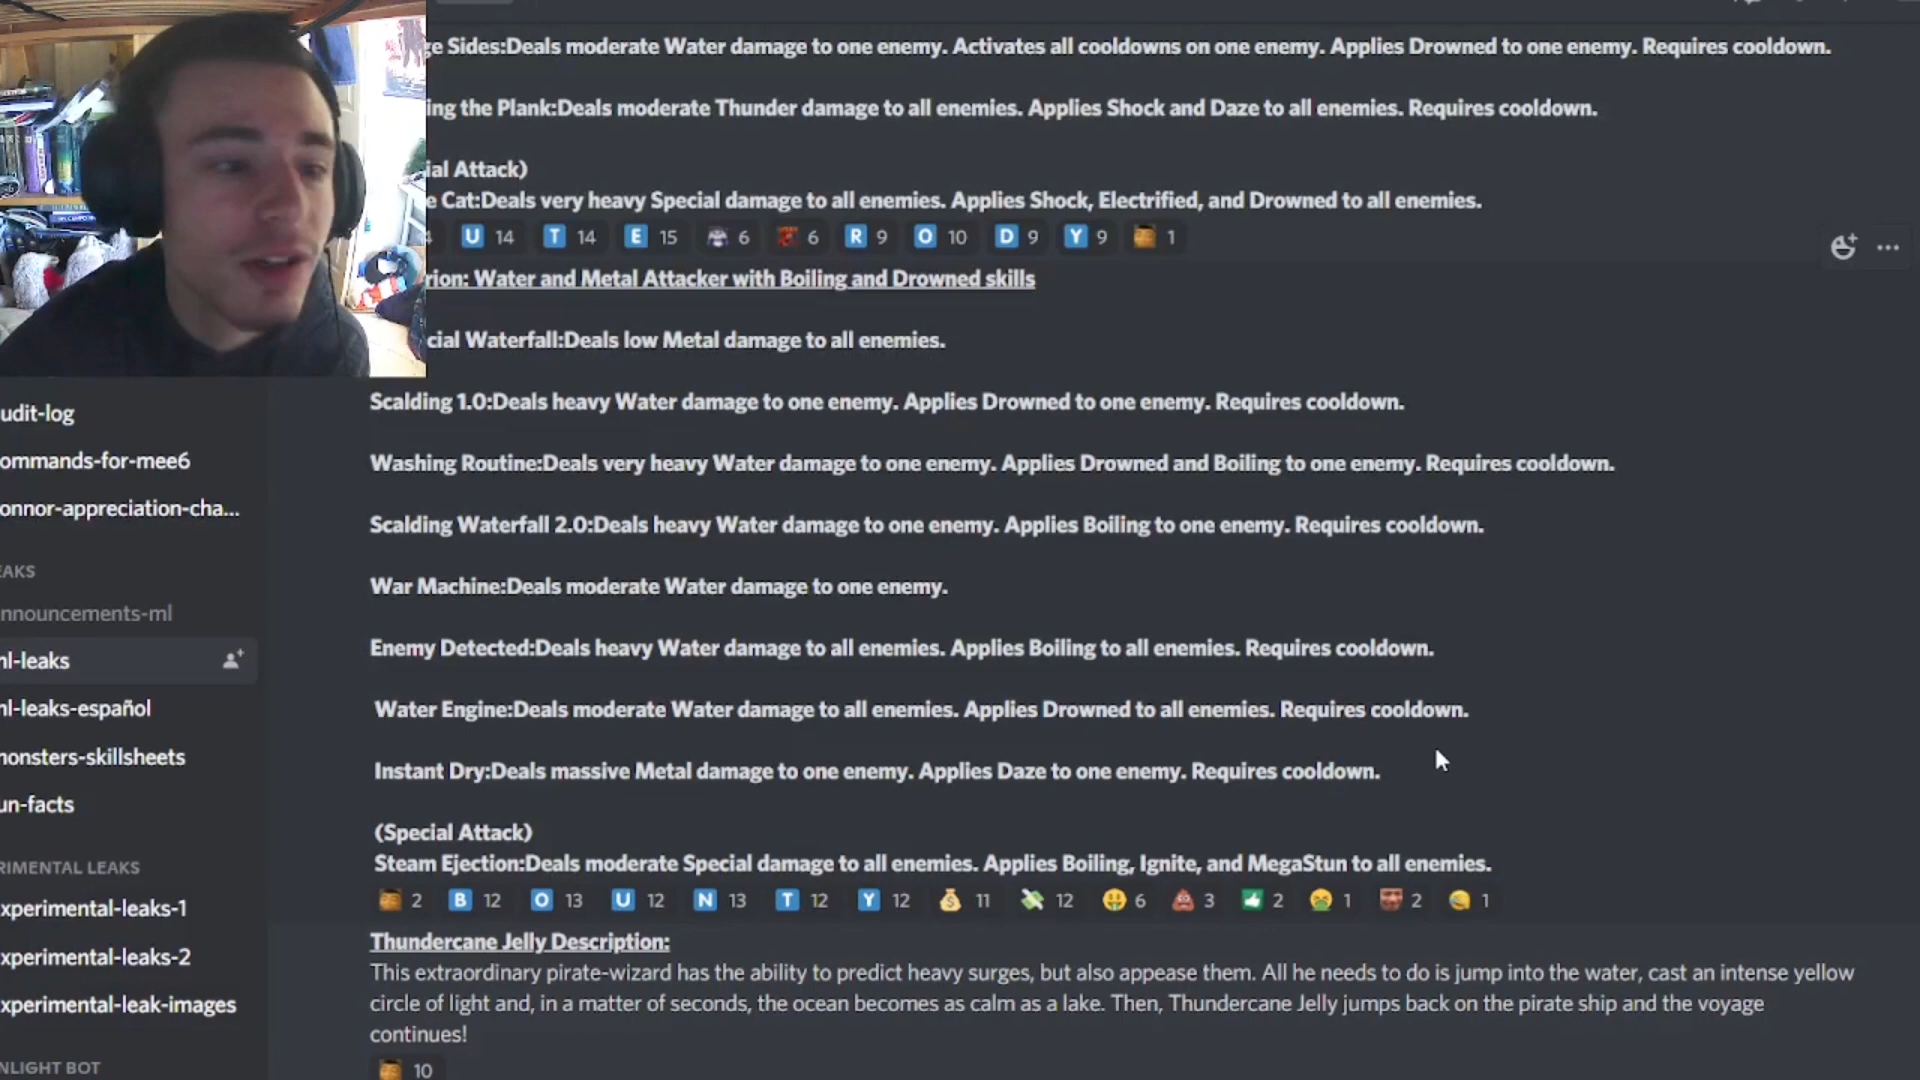 Sides:Deals moderate Water damage to one enemy. Activates all cooldowns on one enemy. Applies Drowned to one enemy. Requires cooldown.
the Plank:Deals moderate Thunder damage to all enemies. Applies Shock and Daze to all enemies. Requires cooldown.
Attack)
Cat:Deals very heavy Special damage to all enemies. Applies Shock, Electrified, and Drowned to all enemies.
U 14 T 14 E 15 6 6 R 9 O 10 D 9 Y 9 1
rion: Water and Metal Attacker with Boiling and Drowned skills
cial Waterfall:Deals low Metal damage to all enemies.
Scalding 1.0:Deals heavy Water damage to one enemy. Applies Drowned to one enemy. Requires cooldown.
Washing Routine:Deals very heavy Water damage to one enemy. Applies Drowned and Boiling to one enemy. Requires cooldown.
Scalding Waterfall 2.0:Deals heavy Water damage to one enemy. Applies Boiling to one enemy. Requires cooldown.
War Machine:Deals moderate Water damage to one enemy.
Enemy Detected:Deals heavy Water damage to all enemies. Applies Boiling to all enemies. Requires cooldown.
Water Engine:Deals moderate Water damage to all enemies. Applies Drowned to all enemies. Requires cooldown.
Instant Dry:Deals massive Metal damage to one enemy. Applies Daze to one enemy. Requires cooldown.
(Special Attack)
Steam Ejection:Deals moderate Special damage to all enemies. Applies Boiling, Ignite, and MegaStun to all enemies.
2 B 12 O 13 U 12 N 13 T 12 Y 12 11 12 6 3 2 1 2 1
Thundercane Jelly Description:
This extraordinary pirate-wizard has the ability to predict heavy surges, but also appease them. All he needs to do is jump into the water, cast an intense yellow
circle of light and, in a matter of seconds, the ocean becomes as calm as a lake. Then, Thundercane Jelly jumps back on the pirate ship and the voyage
continues!
10
udit-log
ommands-for-mee6
onnor-appreciation-cha...
EAKS
nnouncements-ml
nl-leaks
nl-leaks-español
nonsters-skillsheets
un-facts
RIMENTAL LEAKS
xperimental-leaks-1
xperimental-leaks-2
xperimental-leak-images
NLIGHT BOT